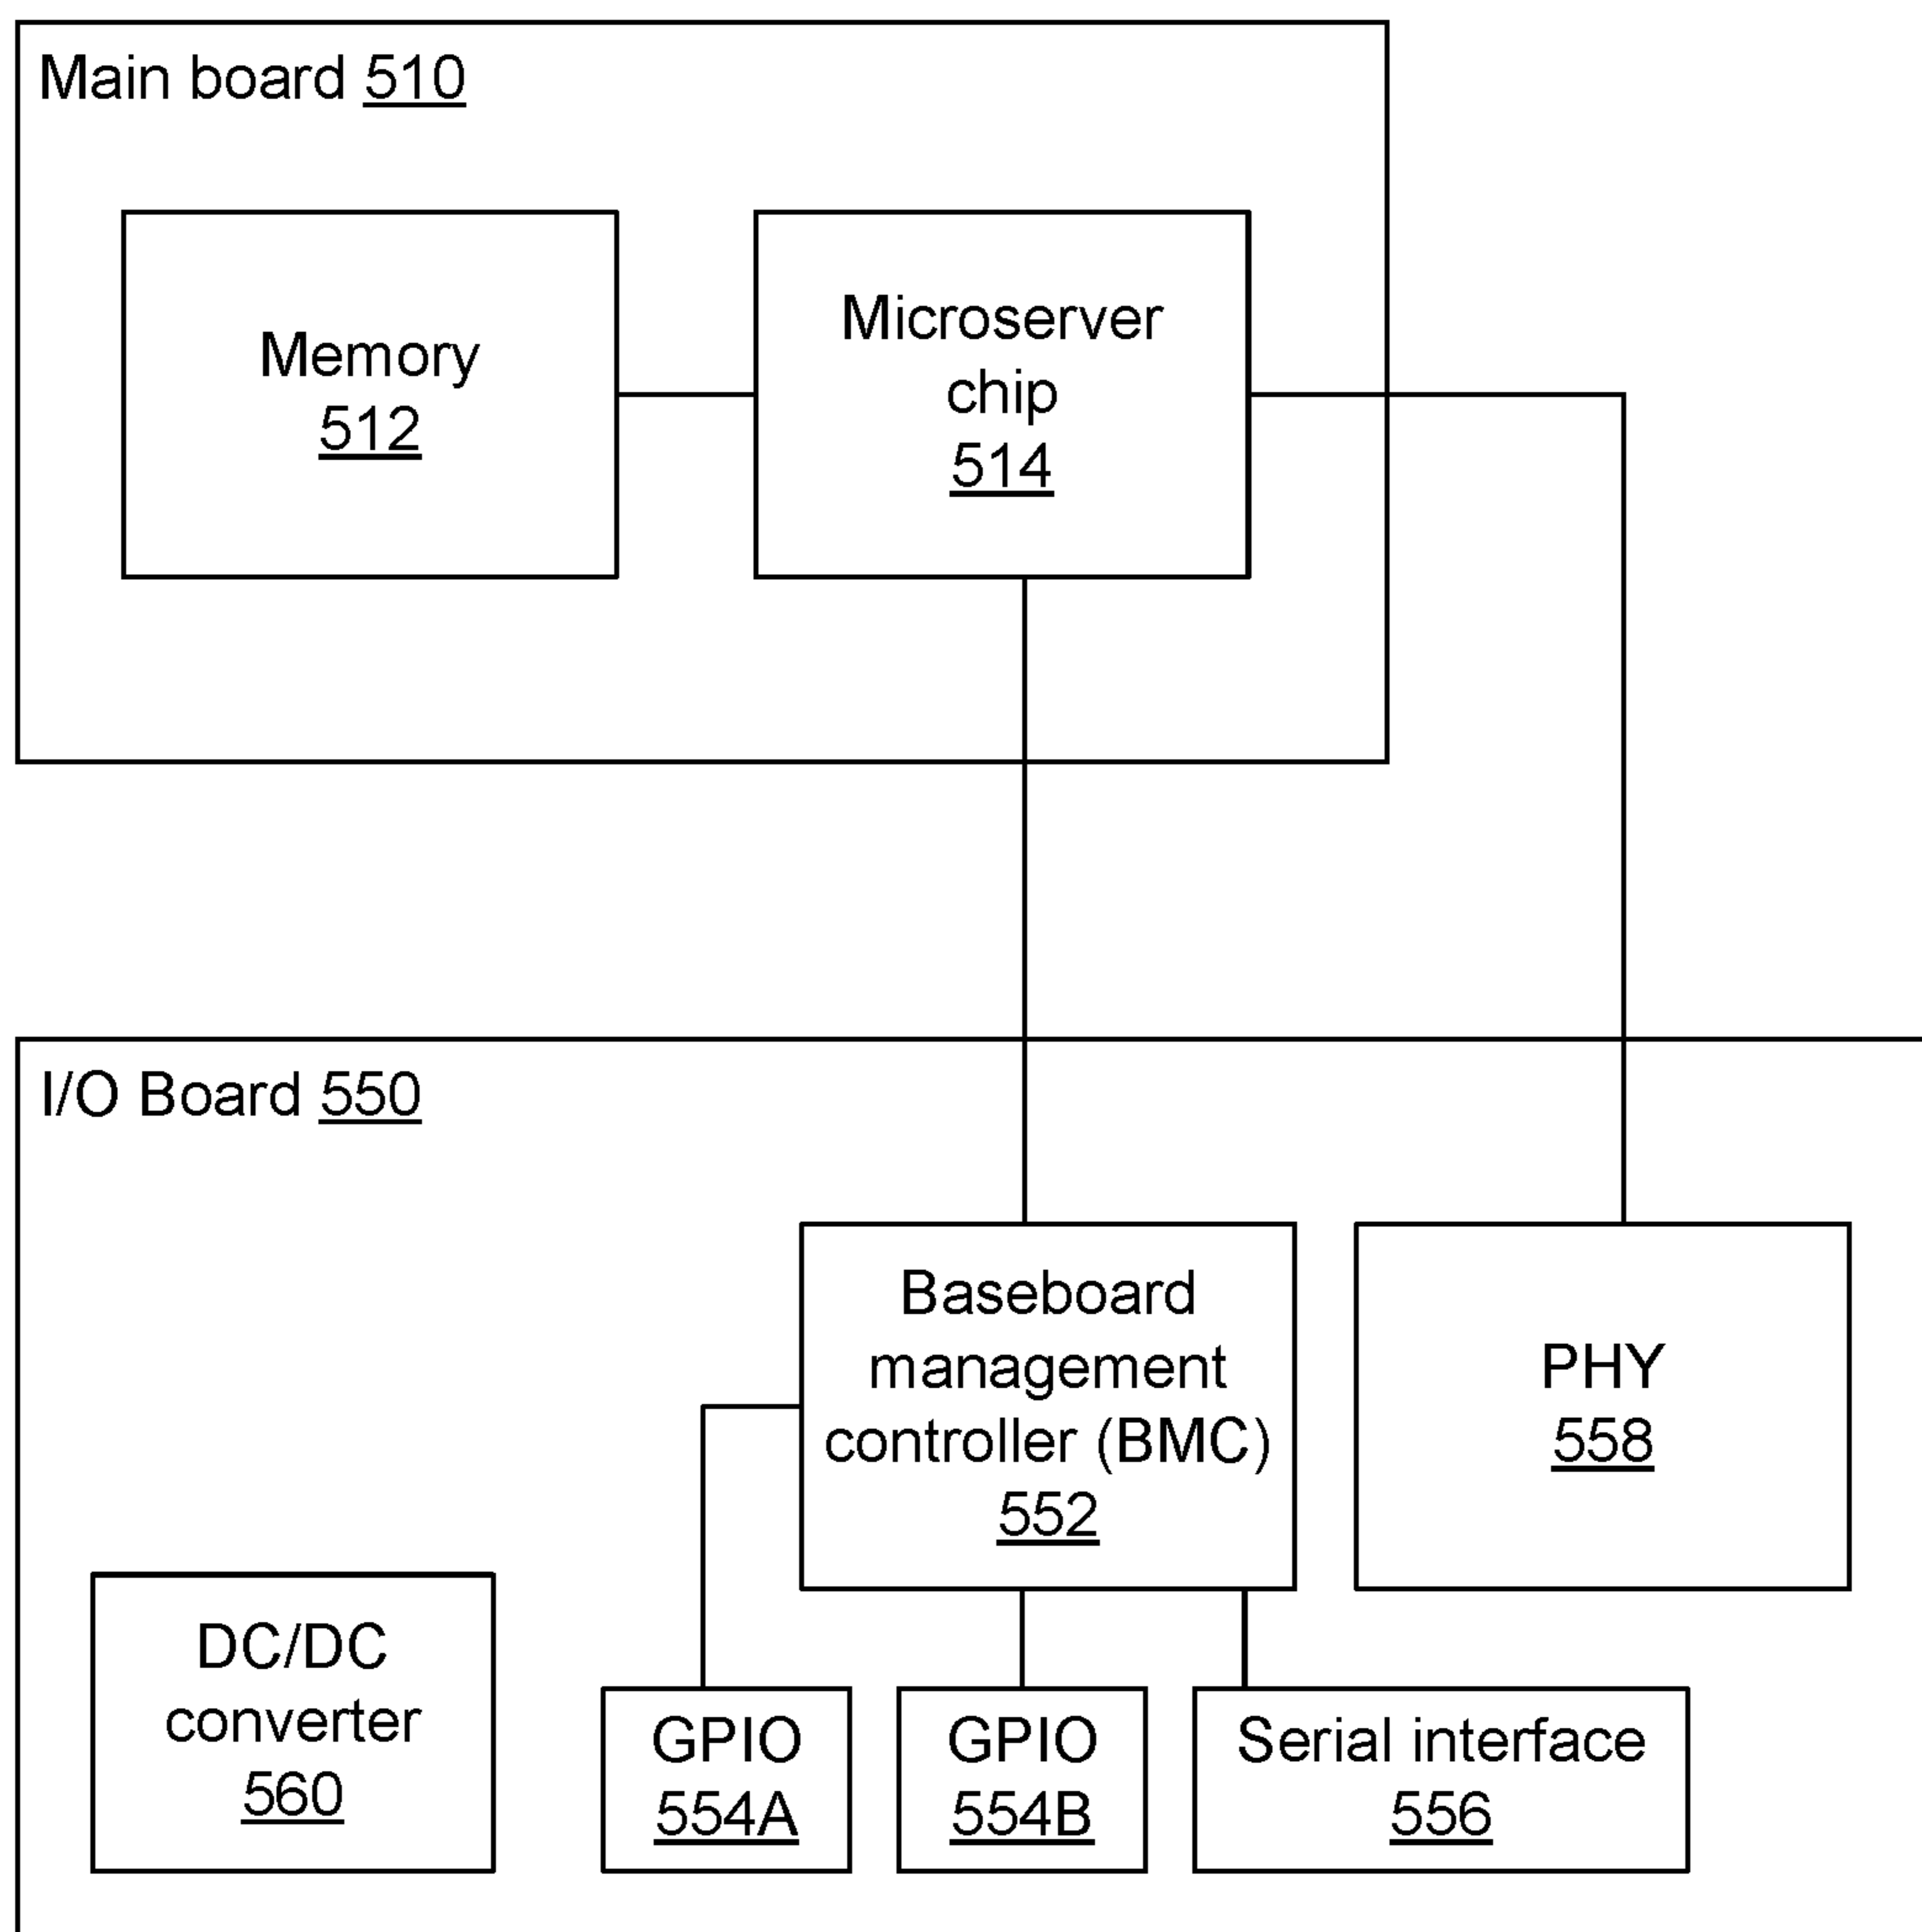 Main board 510
Memory
512
Microserver
chip
514
I/O Board 550
Baseboard
management
controller (BMC)
552
PHY
558
DC/DC
converter
560
GPIO
554A
GPIO
554B
Serial interface
556